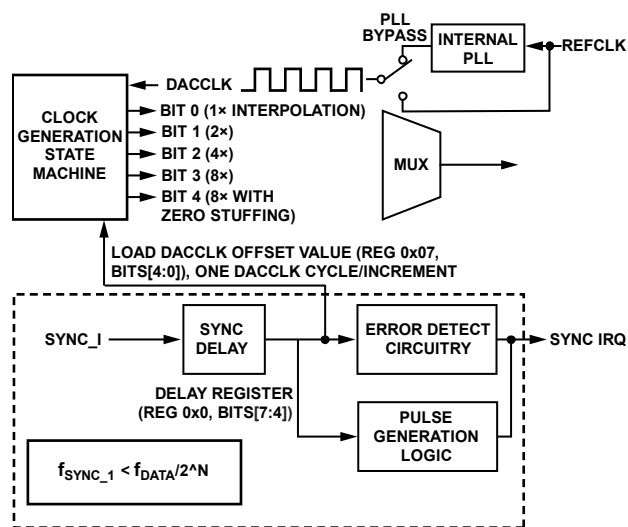 PLL
BYPASS
INTERNAL
PLL
REFCLK
DACCLK
CLOCK
GENERATION
STATE
MACHINE
BIT 0 (1× INTERPOLATION)
BIT 1 (2×)
BIT 2 (4×)
BIT 3 (8×)
BIT 4 (8× WITH
ZERO STUFFING)
MUX
LOAD DACCLK OFFSET VALUE (REG 0x07,
BITS[4:0]), ONE DACCLK CYCLE/INCREMENT
SYNC_I
SYNC
DELAY
ERROR DETECT
CIRCUITRY
SYNC IRQ
DELAY REGISTER
(REG 0x0, BITS[7:4])
PULSE
GENERATION
LOGIC
fSYNC_1 < fDATA/2^N